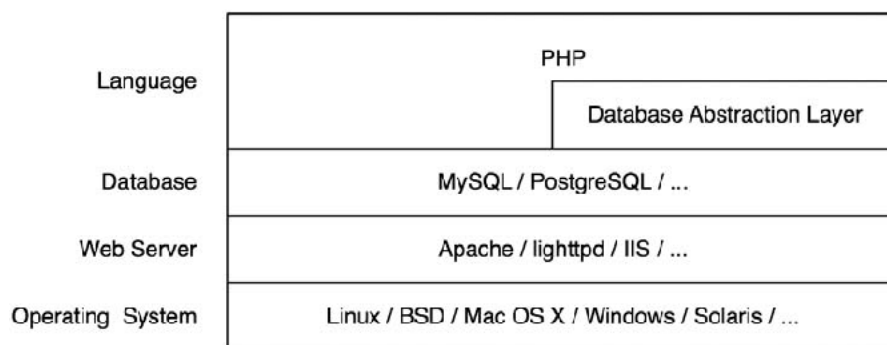 PHP
Language
Database Abstraction Layer
Database
MySQL / PostgreSQL / ...
Web Server
Apache / lighttpd / IIS / ...
Operating System
Linux / BSD / Mac OS X / Windows / Solaris / ...